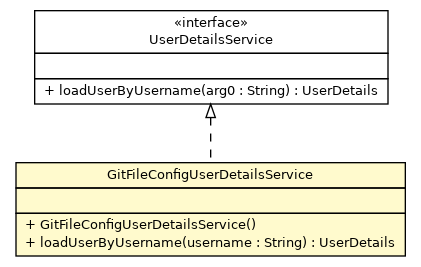 «interface»
UserDetailsService
+ loadUserByUsername(arg0 : String) : UserDetails
GitFileConfigUserDetailsService
+ GitFileConfigUserDetailsService()
+ loadUserByUsername(username : String) : UserDetails